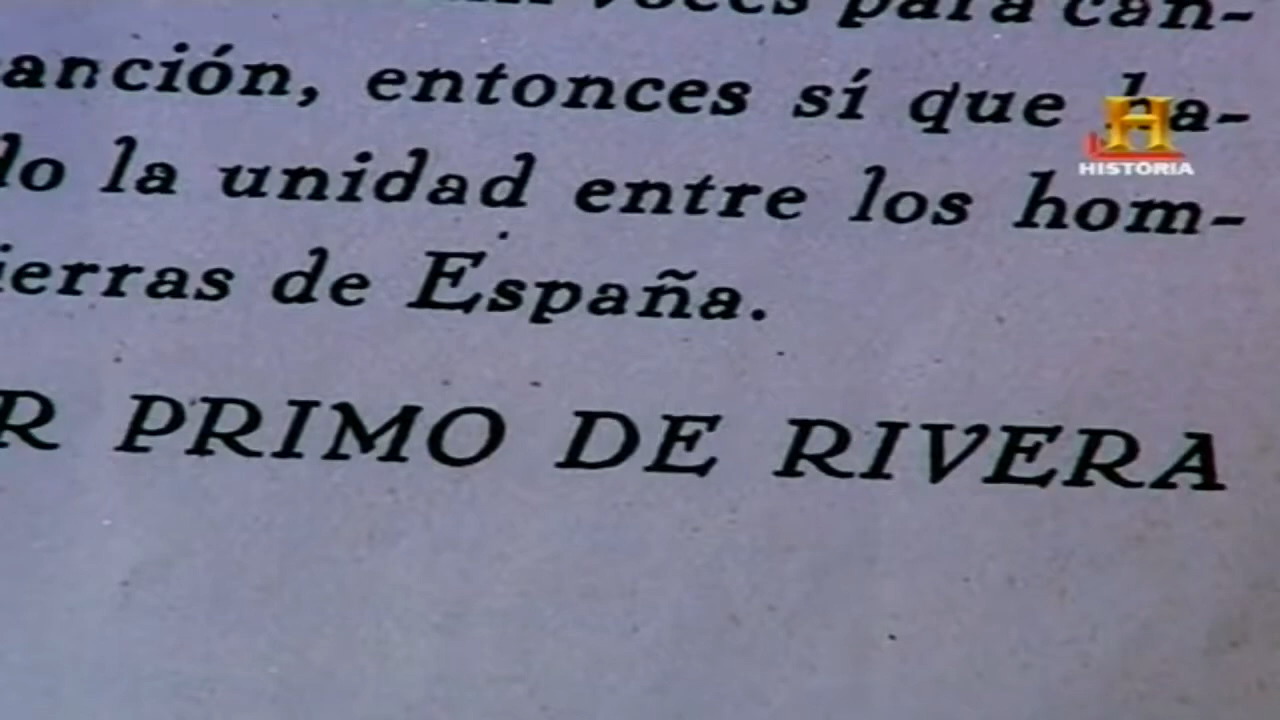 voces para can-
anción, entonces sí que ha-
do la unidad entre los hom-
ierras de España.
R PRIMO DE RIVERA
H
HISTORIA